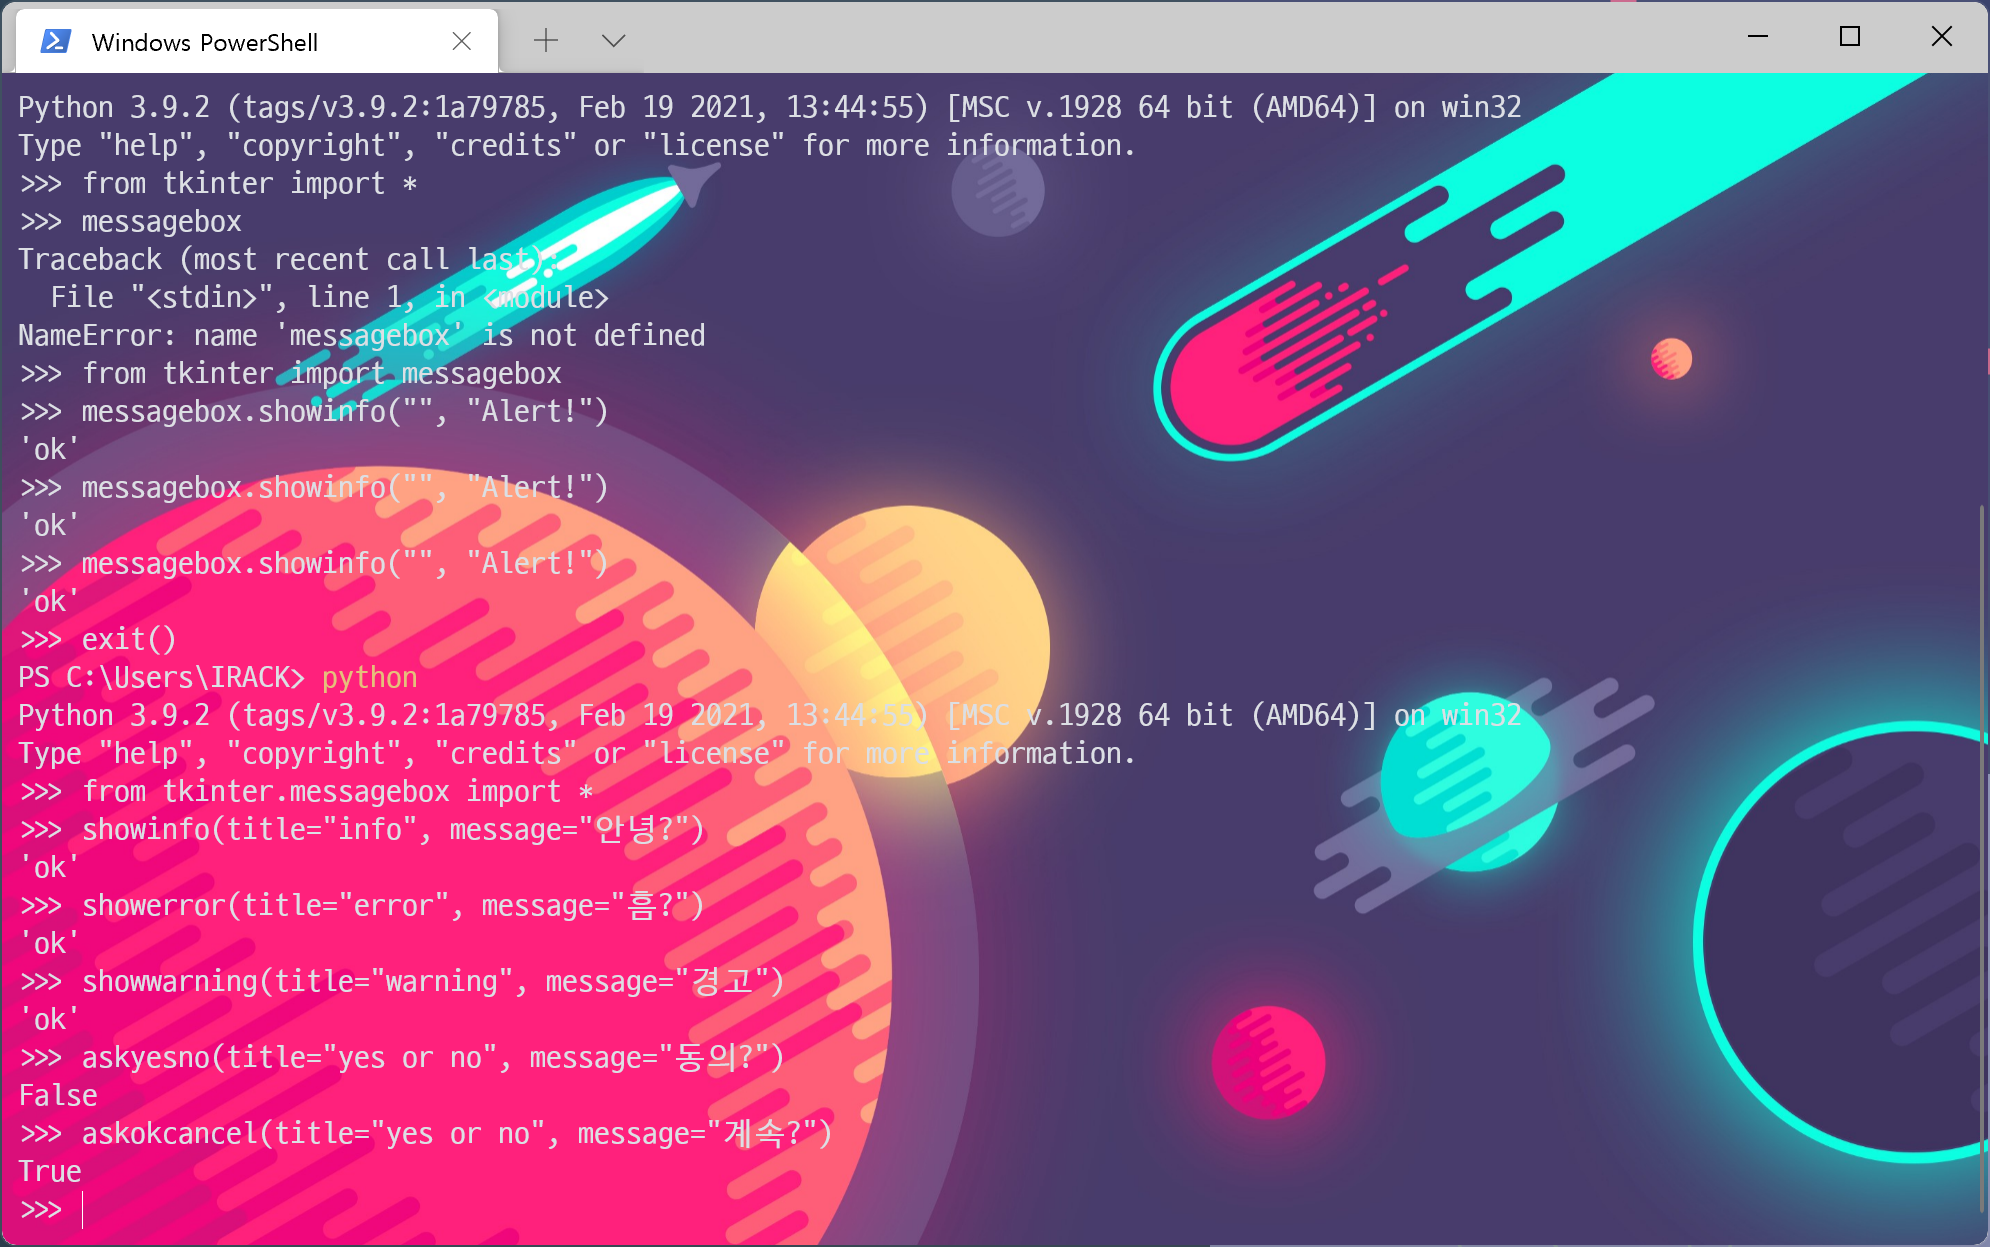 Windows PowerShell
Python 3.9.2 (tags/v3.9.2:1a79785, Feb 19 2021, 13:44:55) [MSC v.1928 64 bit (AMD64)] on win32
Type "help", "copyright", "credits" or "license" for more information.
>>> from tkinter import *
>>> messagebox
Traceback (most recent call last):
  File "<stdin>", line 1, in <module>
NameError: name 'messagebox' is not defined
>>> from tkinter import messagebox
>>> messagebox.showinfo("", "Alert!")
'ok'
>>> messagebox.showinfo("", "Alert!")
'ok'
>>> messagebox.showinfo("", "Alert!")
'ok'
>>> exit()
PS C:\Users\IRACK> python
Python 3.9.2 (tags/v3.9.2:1a79785, Feb 19 2021, 13:44:55) [MSC v.1928 64 bit (AMD64)] on win32
Type "help", "copyright", "credits" or "license" for more information.
>>> from tkinter.messagebox import *
>>> showinfo(title="info", message="안녕?")
'ok'
>>> showerror(title="error", message="흠?")
'ok'
>>> showwarning(title="warning", message="경고")
'ok'
>>> askyesno(title="yes or no", message="동의?")
False
>>> askokcancel(title="yes or no", message="계속?")
True
>>>